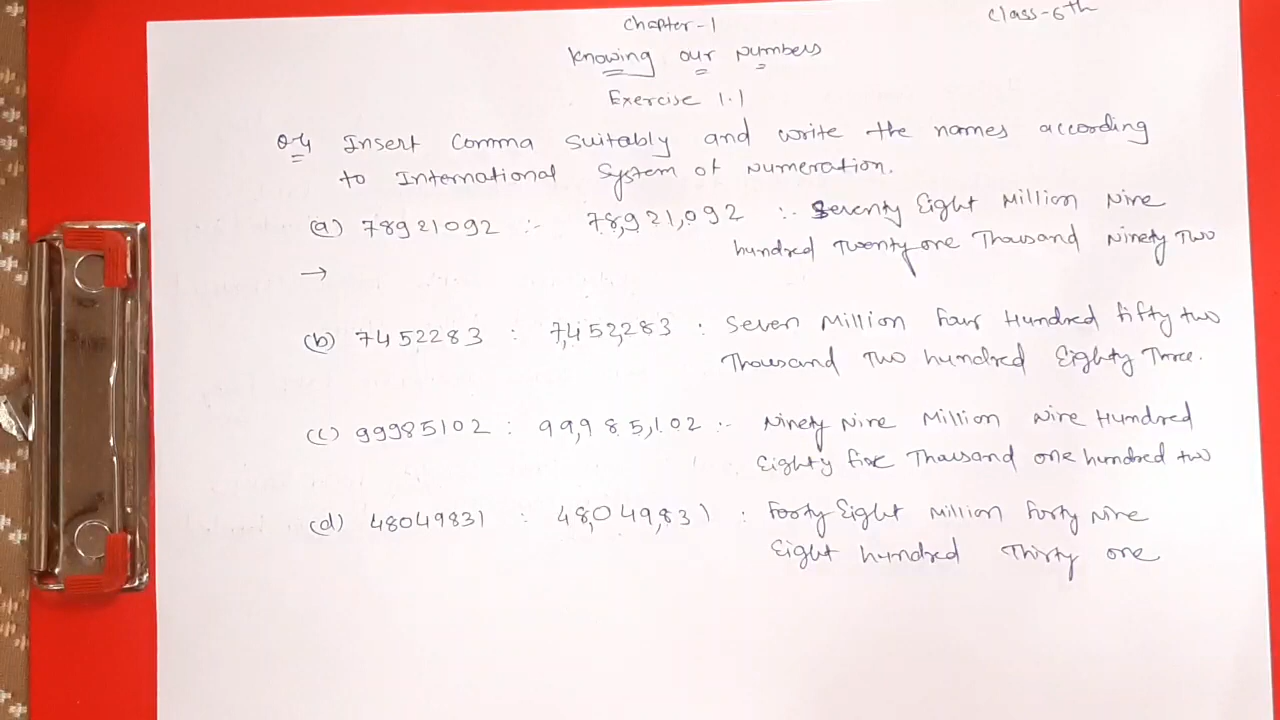 Chapter-1
Class-6th
Knowing our Numbers
Exercise 1.1
Q4 Insert Comma suitably and write the names according
to International System of Numeration.
(a) 78921092 :- 78,921,092 :- Seventy Eight Million Nine
hundred Twenty one Thousand Ninety Two
→
(b) 7452283 : 7,452,283 : Seven Million Four Hundred fifty two
Thousand Two hundred Eighty Three.
(c) 99985102 : 99,985,102 :- Ninety Nine Million Nine Hundred
Eighty five Thousand one hundred two
(d) 48049831 : 48,049,831 : Forty Eight Million Forty Nine
Eight hundred Thirty one